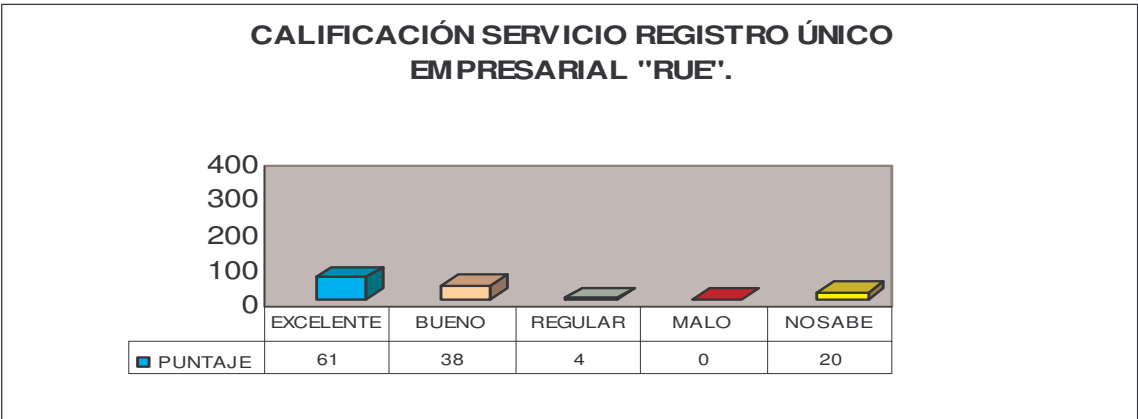 CALIFICACIÓN SERVICIO REGISTRO ÚNICO
EMPRESARIAL "RUE".
400
300
200
100
0
EXCELENTE BUENO REGULAR MALO NOSABE
PUNTAJE 61 38 4 0 20